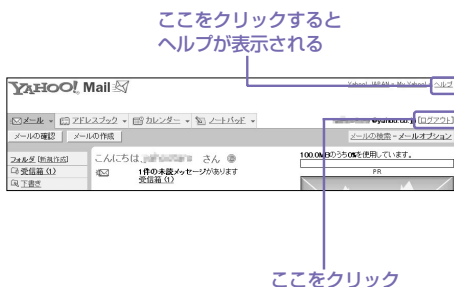 ここをクリックすると
ヘルプが表示される
YAHOO! Mail
Yahoo! JAPAN - My Yahoo! - ヘルプ
メール アドレスブック カレンダー ノートパッド @yahoo.co.jp [ログアウト]
メールの確認 メールの作成 メールの検索 - メールオプション
フォルダ [新規作成] こんにちは、 さん 100.0MBのうち0%を使用しています。
受信箱 (1) 1件の未読メッセージがあります PR
下書き 受信箱 (1)
ここをクリック